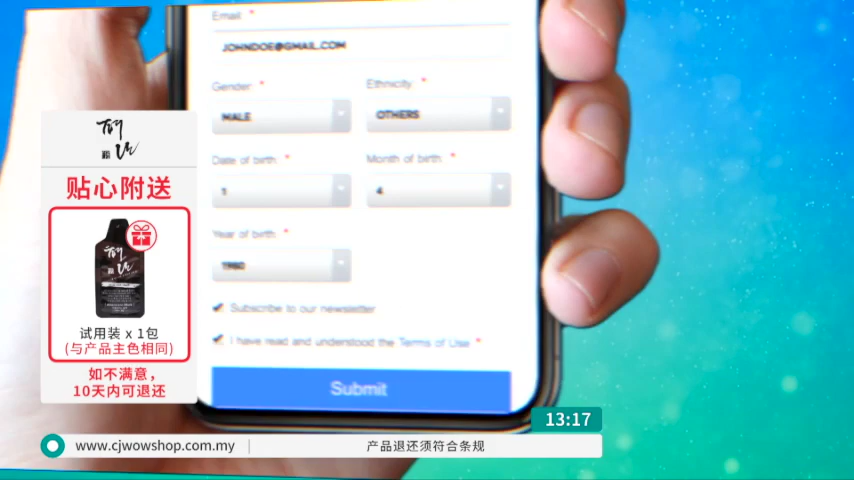 Email *
JOHNDOE@GMAIL.COM
Gender *
Ethnicity *
MALE
OTHERS
Date of birth *
Month of birth *
1
4
Year of birth *
1980
Subscribe to our newsletter
I have read and understood the Terms of Use *
Submit
贴心附送
试用装 x 1包
(与产品主色相同)
如不满意，
10天内可退还
13:17
www.cjwowshop.com.my
产品退还须符合条规